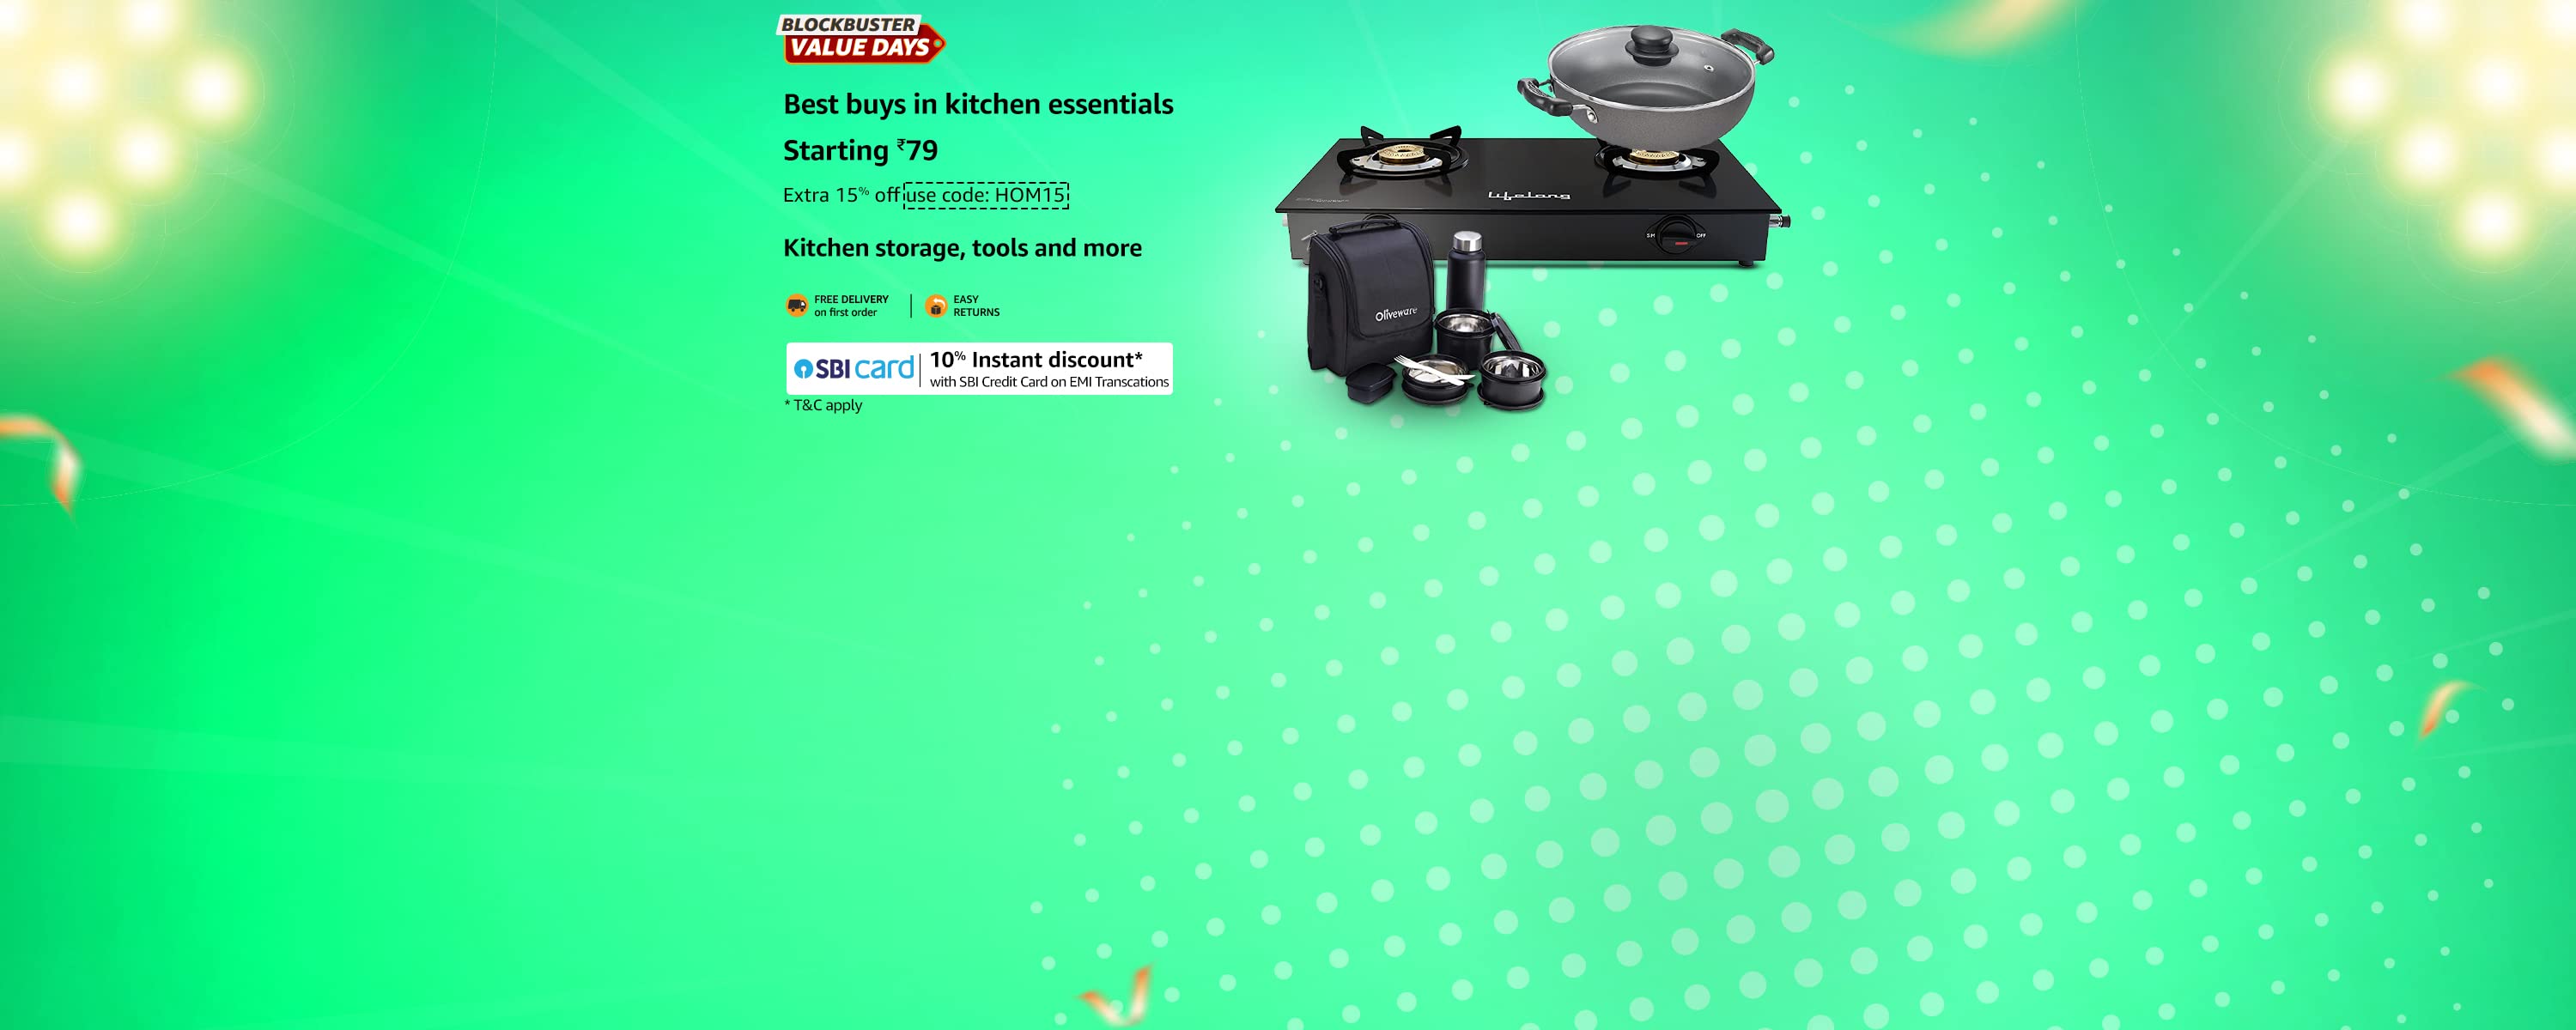 BLOCKBUSTER
VALUE DAYS
Best buys in kitchen essentials
Starting ₹79
Extra 15% off use code: HOM15
Kitchen storage, tools and more
FREE DELIVERY
on first order
EASY
RETURNS
SBI card
10% Instant discount*
with SBI Credit Card on EMI Transcations
* T&C apply
Lifelong
SIM
OFF
Oliveware